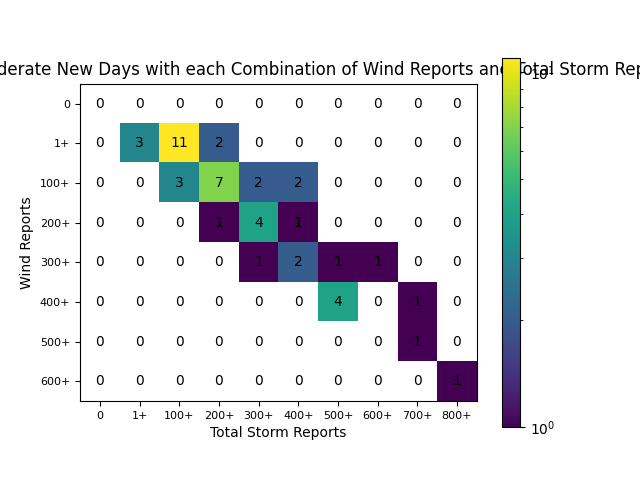 derate New Days with each Combination of Wind Reports and Total Storm Rep
10¹
0 0 0 0 0 0 0 0 0 0 0
1+ 0 3 11 2 0 0 0 0 0 0
100+ 0 0 3 7 2 2 0 0 0 0
200+ 0 0 0 1 4 1 0 0 0 0
Wind Reports
300+ 0 0 0 0 1 2 1 1 0 0
400+ 0 0 0 0 0 0 4 0 1 0
500+ 0 0 0 0 0 0 0 0 1 0
600+ 0 0 0 0 0 0 0 0 0 1
0 1+ 100+ 200+ 300+ 400+ 500+ 600+ 700+ 800+
10⁰
Total Storm Reports